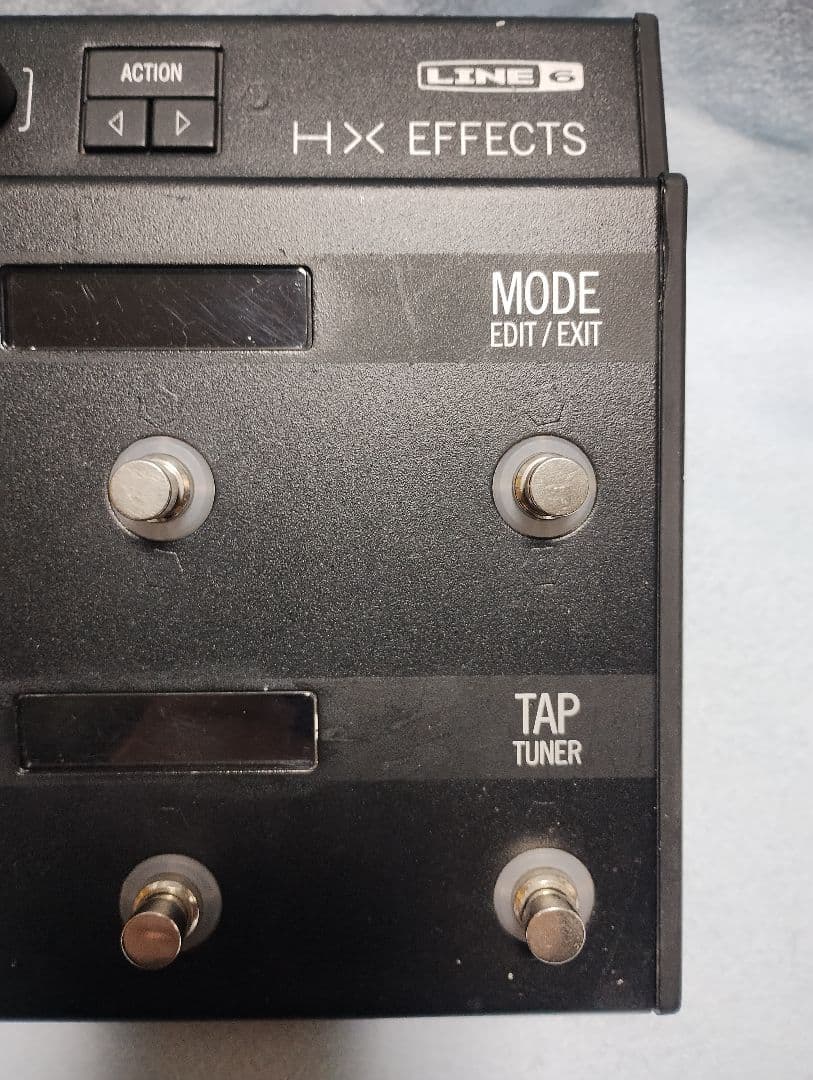 ACTION
LINE 6
HX EFFECTS
MODE
EDIT / EXIT
TAP
TUNER